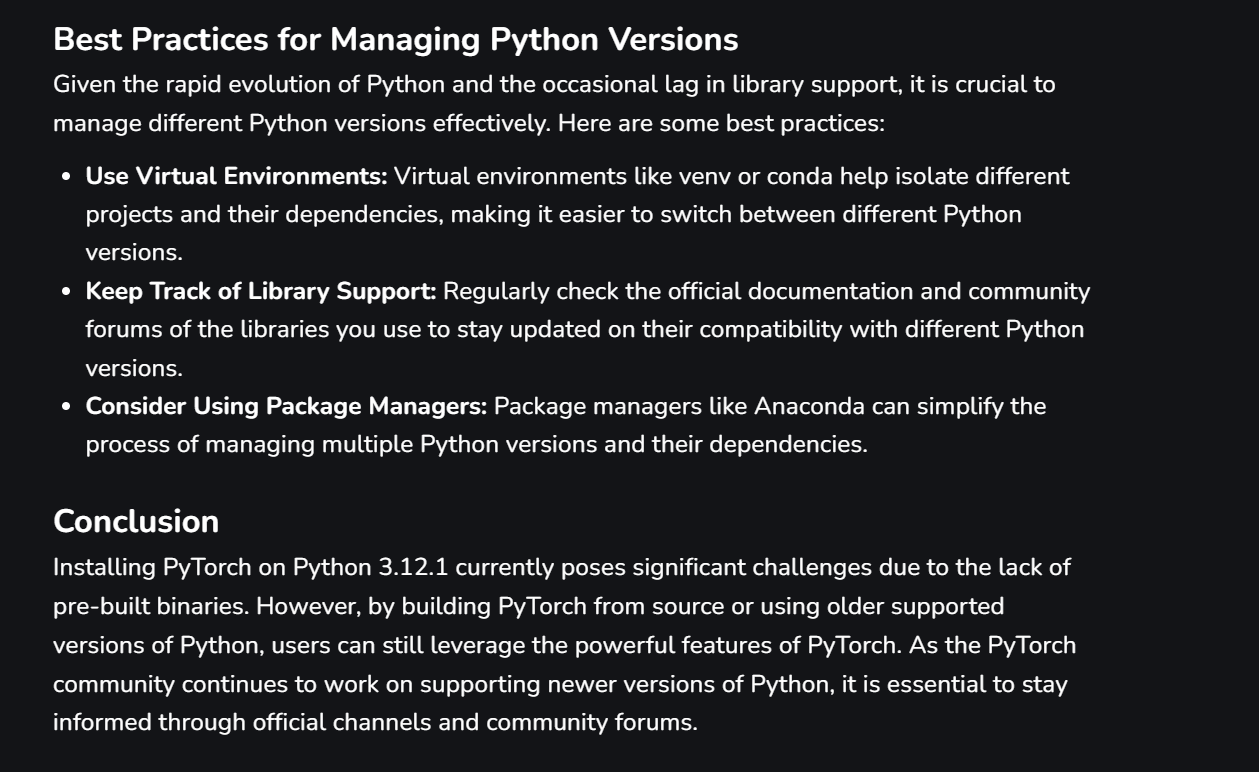 Best Practices for Managing Python Versions
Given the rapid evolution of Python and the occasional lag in library support, it is crucial to
manage different Python versions effectively. Here are some best practices:
• Use Virtual Environments: Virtual environments like venv or conda help isolate different
projects and their dependencies, making it easier to switch between different Python
versions.
• Keep Track of Library Support: Regularly check the official documentation and community
forums of the libraries you use to stay updated on their compatibility with different Python
versions.
• Consider Using Package Managers: Package managers like Anaconda can simplify the
process of managing multiple Python versions and their dependencies.
Conclusion
Installing PyTorch on Python 3.12.1 currently poses significant challenges due to the lack of
pre-built binaries. However, by building PyTorch from source or using older supported
versions of Python, users can still leverage the powerful features of PyTorch. As the PyTorch
community continues to work on supporting newer versions of Python, it is essential to stay
informed through official channels and community forums.